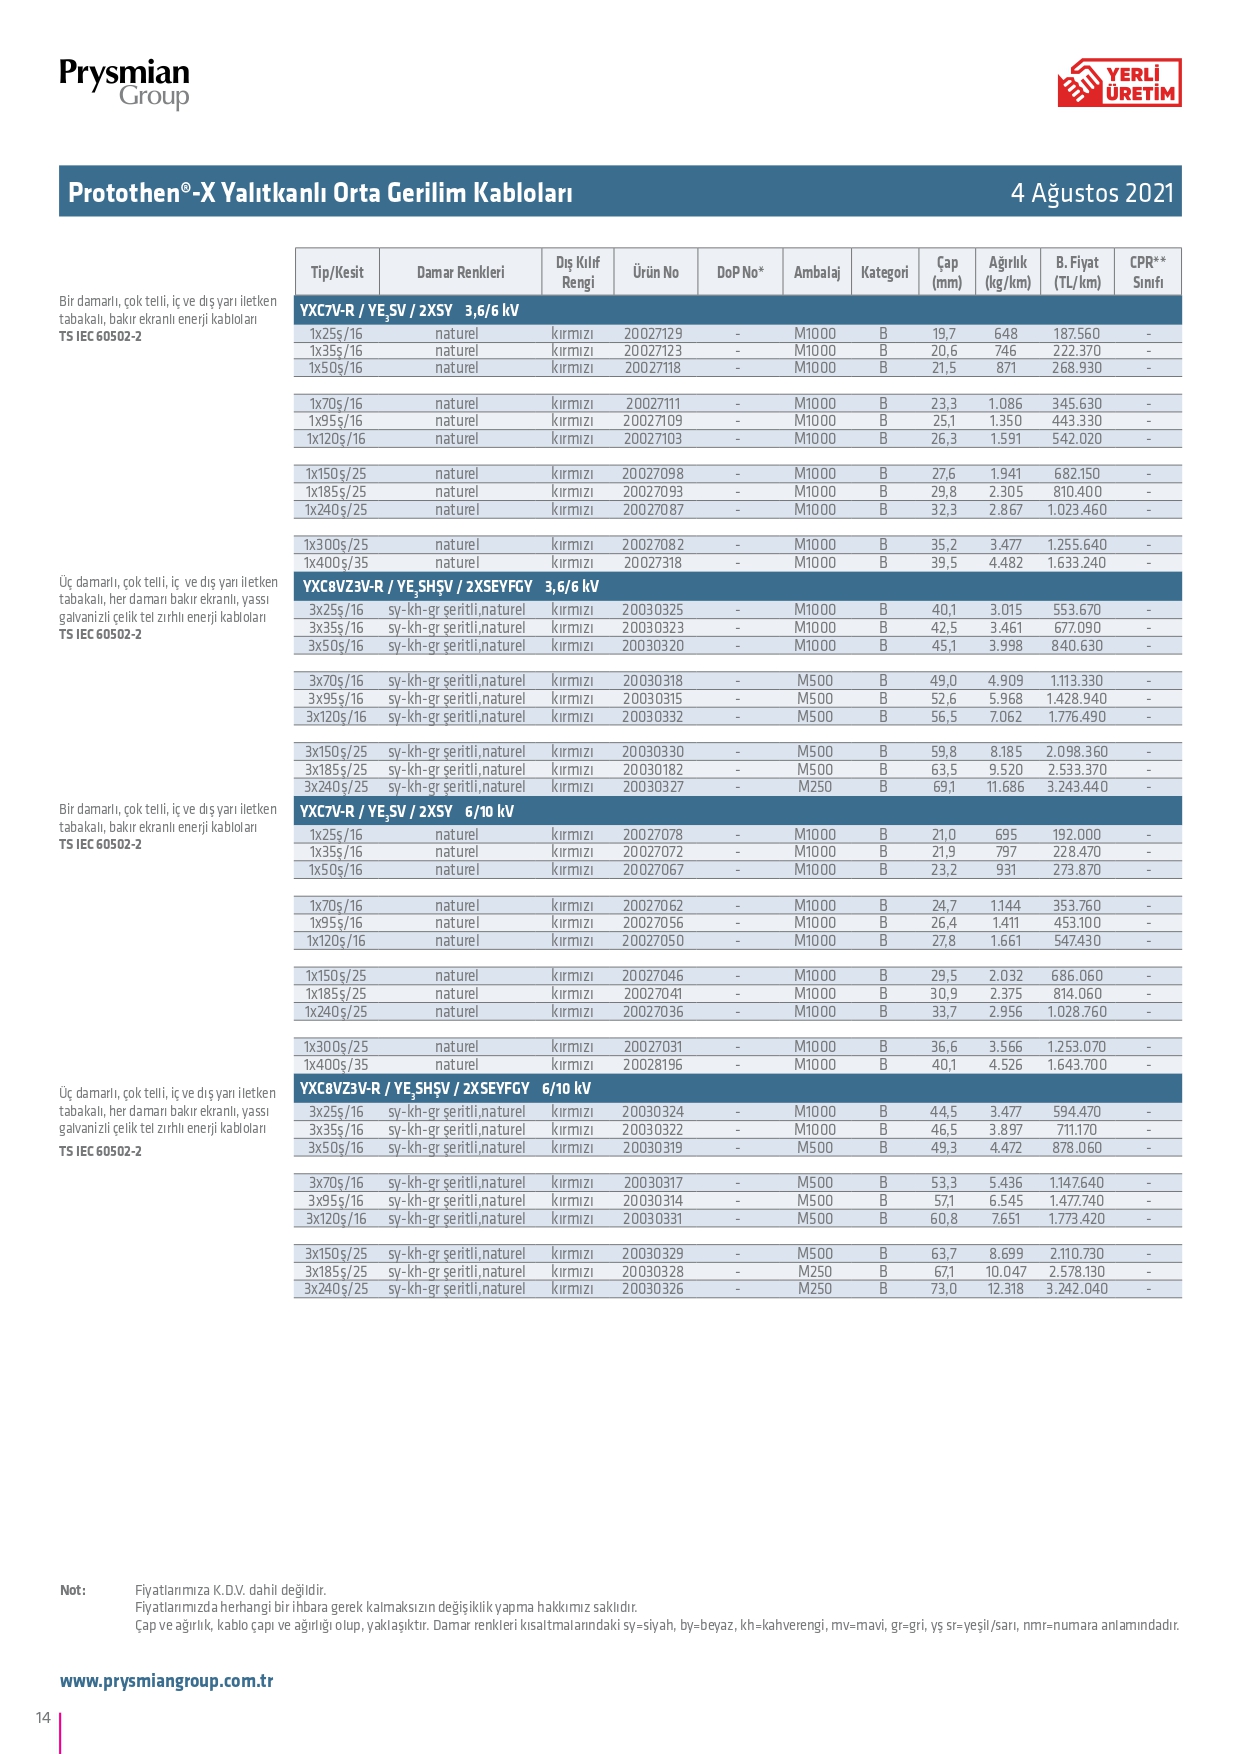 Prysmian
Group
YERLİ
ÜRETİM
Protothen®-X Yalıtkanlı Orta Gerilim Kabloları 4 Ağustos 2021
Tip/Kesit Damar Renkleri Dış Kılıf Rengi Ürün No DoP No* Ambalaj Kategori Çap (mm) Ağırlık (kg/km) B. Fiyat (TL/km) CPR** Sınıfı
Bir damarlı, çok telli, iç ve dış yarı iletken
tabakalı, bakır ekranlı enerji kabloları
TS IEC 60502-2
YXC7V-R / YE3SV / 2XSY 3,6/6 kV
1x25ş/16 naturel kırmızı 20027129 - M1000 B 19,7 648 187.560 -
1x35ş/16 naturel kırmızı 20027123 - M1000 B 20,6 746 222.370 -
1x50ş/16 naturel kırmızı 20027118 - M1000 B 21,5 871 268.930 -
1x70ş/16 naturel kırmızı 20027111 - M1000 B 23,3 1.086 345.630 -
1x95ş/16 naturel kırmızı 20027109 - M1000 B 25,1 1.350 443.330 -
1x120ş/16 naturel kırmızı 20027103 - M1000 B 26,3 1.591 542.020 -
1x150ş/25 naturel kırmızı 20027098 - M1000 B 27,6 1.941 682.150 -
1x185ş/25 naturel kırmızı 20027093 - M1000 B 29,8 2.305 810.400 -
1x240ş/25 naturel kırmızı 20027087 - M1000 B 32,3 2.867 1.023.460 -
1x300ş/25 naturel kırmızı 20027082 - M1000 B 35,2 3.477 1.255.640 -
1x400ş/35 naturel kırmızı 20027318 - M1000 B 39,5 4.482 1.633.240 -
Üç damarlı, çok telli, iç ve dış yarı iletken
tabakalı, her damarı bakır ekranlı, yassı
galvanizli çelik tel zırhlı enerji kabloları
TS IEC 60502-2
YXC8VZ3V-R / YE3SHŞV / 2XSEYFGY 3,6/6 kV
3x25ş/16 sy-kh-gr şeritli,naturel kırmızı 20030325 - M1000 B 40,1 3.015 553.670 -
3x35ş/16 sy-kh-gr şeritli,naturel kırmızı 20030323 - M1000 B 42,5 3.461 677.090 -
3x50ş/16 sy-kh-gr şeritli,naturel kırmızı 20030320 - M1000 B 45,1 3.998 840.630 -
3x70ş/16 sy-kh-gr şeritli,naturel kırmızı 20030318 - M500 B 49,0 4.909 1.113.330 -
3x95ş/16 sy-kh-gr şeritli,naturel kırmızı 20030315 - M500 B 52,6 5.968 1.428.940 -
3x120ş/16 sy-kh-gr şeritli,naturel kırmızı 20030332 - M500 B 56,5 7.062 1.776.490 -
3x150ş/25 sy-kh-gr şeritli,naturel kırmızı 20030330 - M500 B 59,8 8.185 2.098.360 -
3x185ş/25 sy-kh-gr şeritli,naturel kırmızı 20030182 - M500 B 63,5 9.520 2.533.370 -
3x240ş/25 sy-kh-gr şeritli,naturel kırmızı 20030327 - M250 B 69,1 11.686 3.243.440 -
Bir damarlı, çok telli, iç ve dış yarı iletken
tabakalı, bakır ekranlı enerji kabloları
TS IEC 60502-2
YXC7V-R / YE3SV / 2XSY 6/10 kV
1x25ş/16 naturel kırmızı 20027078 - M1000 B 21,0 695 192.000 -
1x35ş/16 naturel kırmızı 20027072 - M1000 B 21,9 797 228.470 -
1x50ş/16 naturel kırmızı 20027067 - M1000 B 23,2 931 273.870 -
1x70ş/16 naturel kırmızı 20027062 - M1000 B 24,7 1.144 353.760 -
1x95ş/16 naturel kırmızı 20027056 - M1000 B 26,4 1.411 453.100 -
1x120ş/16 naturel kırmızı 20027050 - M1000 B 27,8 1.661 547.430 -
1x150ş/25 naturel kırmızı 20027046 - M1000 B 29,5 2.032 686.060 -
1x185ş/25 naturel kırmızı 20027041 - M1000 B 30,9 2.375 814.060 -
1x240ş/25 naturel kırmızı 20027036 - M1000 B 33,7 2.956 1.028.760 -
1x300ş/25 naturel kırmızı 20027031 - M1000 B 36,6 3.566 1.253.070 -
1x400ş/35 naturel kırmızı 20028196 - M1000 B 40,1 4.526 1.643.700 -
Üç damarlı, çok telli, iç ve dış yarı iletken
tabakalı, her damarı bakır ekranlı, yassı
galvanizli çelik tel zırhlı enerji kabloları
TS IEC 60502-2
YXC8VZ3V-R / YE3SHŞV / 2XSEYFGY 6/10 kV
3x25ş/16 sy-kh-gr şeritli,naturel kırmızı 20030324 - M1000 B 44,5 3.477 594.470 -
3x35ş/16 sy-kh-gr şeritli,naturel kırmızı 20030322 - M1000 B 46,5 3.897 711.170 -
3x50ş/16 sy-kh-gr şeritli,naturel kırmızı 20030319 - M500 B 49,3 4.472 878.060 -
3x70ş/16 sy-kh-gr şeritli,naturel kırmızı 20030317 - M500 B 53,3 5.436 1.147.640 -
3x95ş/16 sy-kh-gr şeritli,naturel kırmızı 20030314 - M500 B 57,1 6.545 1.477.740 -
3x120ş/16 sy-kh-gr şeritli,naturel kırmızı 20030331 - M500 B 60,8 7.651 1.773.420 -
3x150ş/25 sy-kh-gr şeritli,naturel kırmızı 20030329 - M500 B 63,7 8.699 2.110.730 -
3x185ş/25 sy-kh-gr şeritli,naturel kırmızı 20030328 - M250 B 67,1 10.047 2.578.130 -
3x240ş/25 sy-kh-gr şeritli,naturel kırmızı 20030326 - M250 B 73,0 12.318 3.242.040 -
Not: Fiyatlarımıza K.D.V. dahil değildir.
Fiyatlarımızda herhangi bir ihbara gerek kalmaksızın değişiklik yapma hakkımız saklıdır.
Çap ve ağırlık, kablo çapı ve ağırlığı olup, yaklaşıktır. Damar renkleri kısaltmalarındaki sy=siyah, by=beyaz, kh=kahverengi, mv=mavi, gr=gri, yş sr=yeşil/sarı, nmr=numara anlamındadır.
www.prysmiangroup.com.tr
14